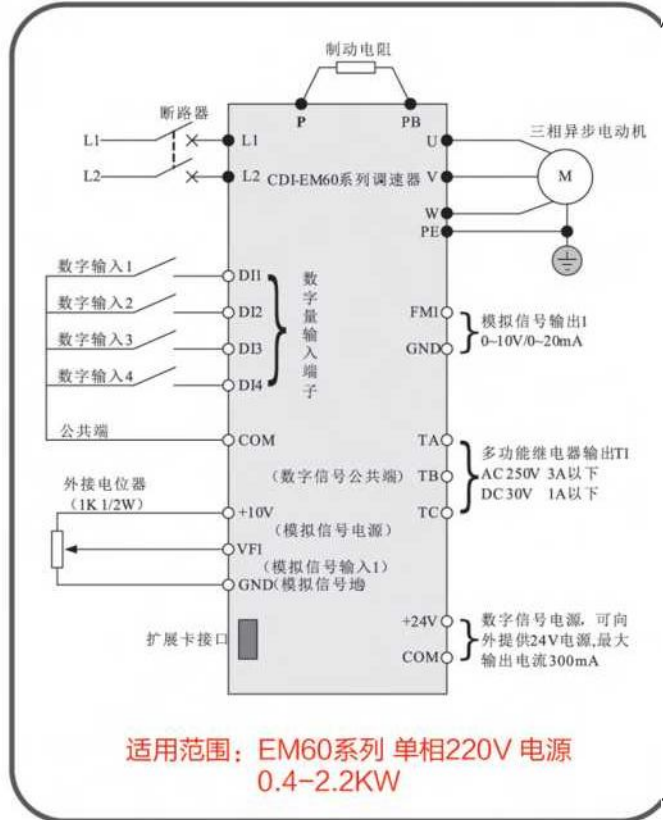 制动电阻
P
PB
断路器
三相异步电动机
L1
L1
U
L2
L2
CDI-EM60系列调速器
V
M
W
PE
数字输入1
DI1
数字输入2
DI2
数字输入3
DI3
数字输入4
DI4
数字量输入端子
FM1
GND
模拟信号输出1
0~10V/0~20mA
公共端
COM
TA
(数字信号公共端)
TB
TC
多功能继电器输出T1
AC 250V 3A以下
DC 30V 1A以下
外接电位器
(1K 1/2W)
+10V
(模拟信号电源)
VF1
(模拟信号输入1)
GND(模拟信号地)
扩展卡接口
+24V
COM
数字信号电源,可向
外提供24V电源,最大
输出电流300mA
适用范围：EM60系列 单相220V 电源
0.4-2.2KW